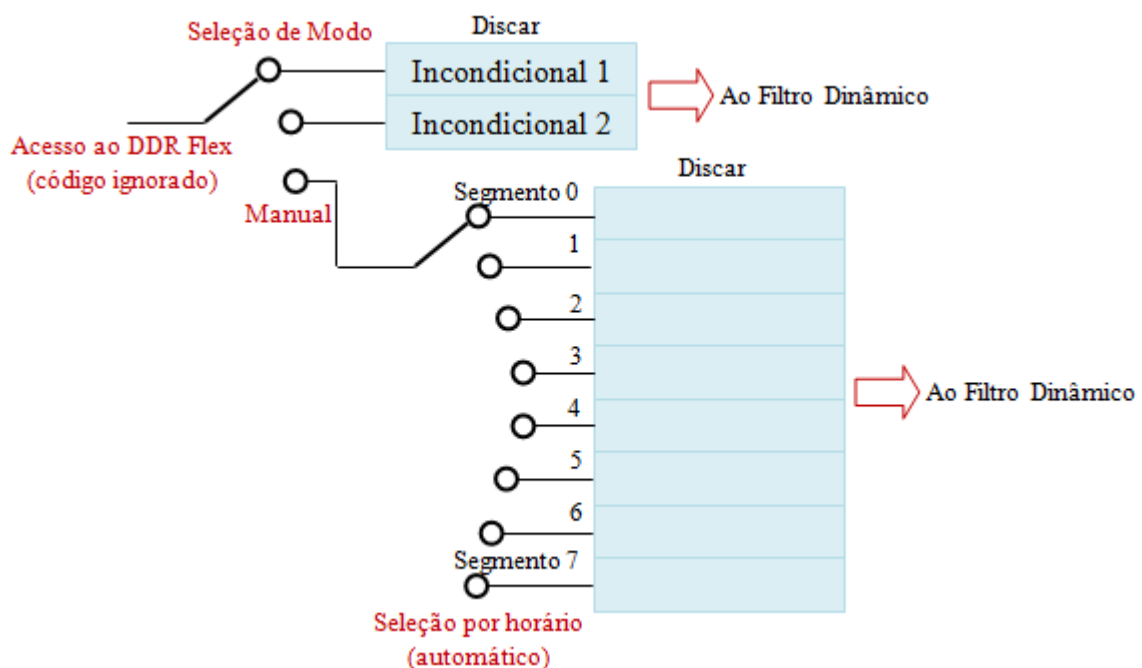 Seleção de Modo
Discar
Incondicional 1
Incondicional 2
Ao Filtro Dinâmico
Acesso ao DDR Flex
(código ignorado)
Manual
Discar
Segmento 0
1
2
3
4
5
6
Segmento 7
Ao Filtro Dinâmico
Seleção por horário
(automático)